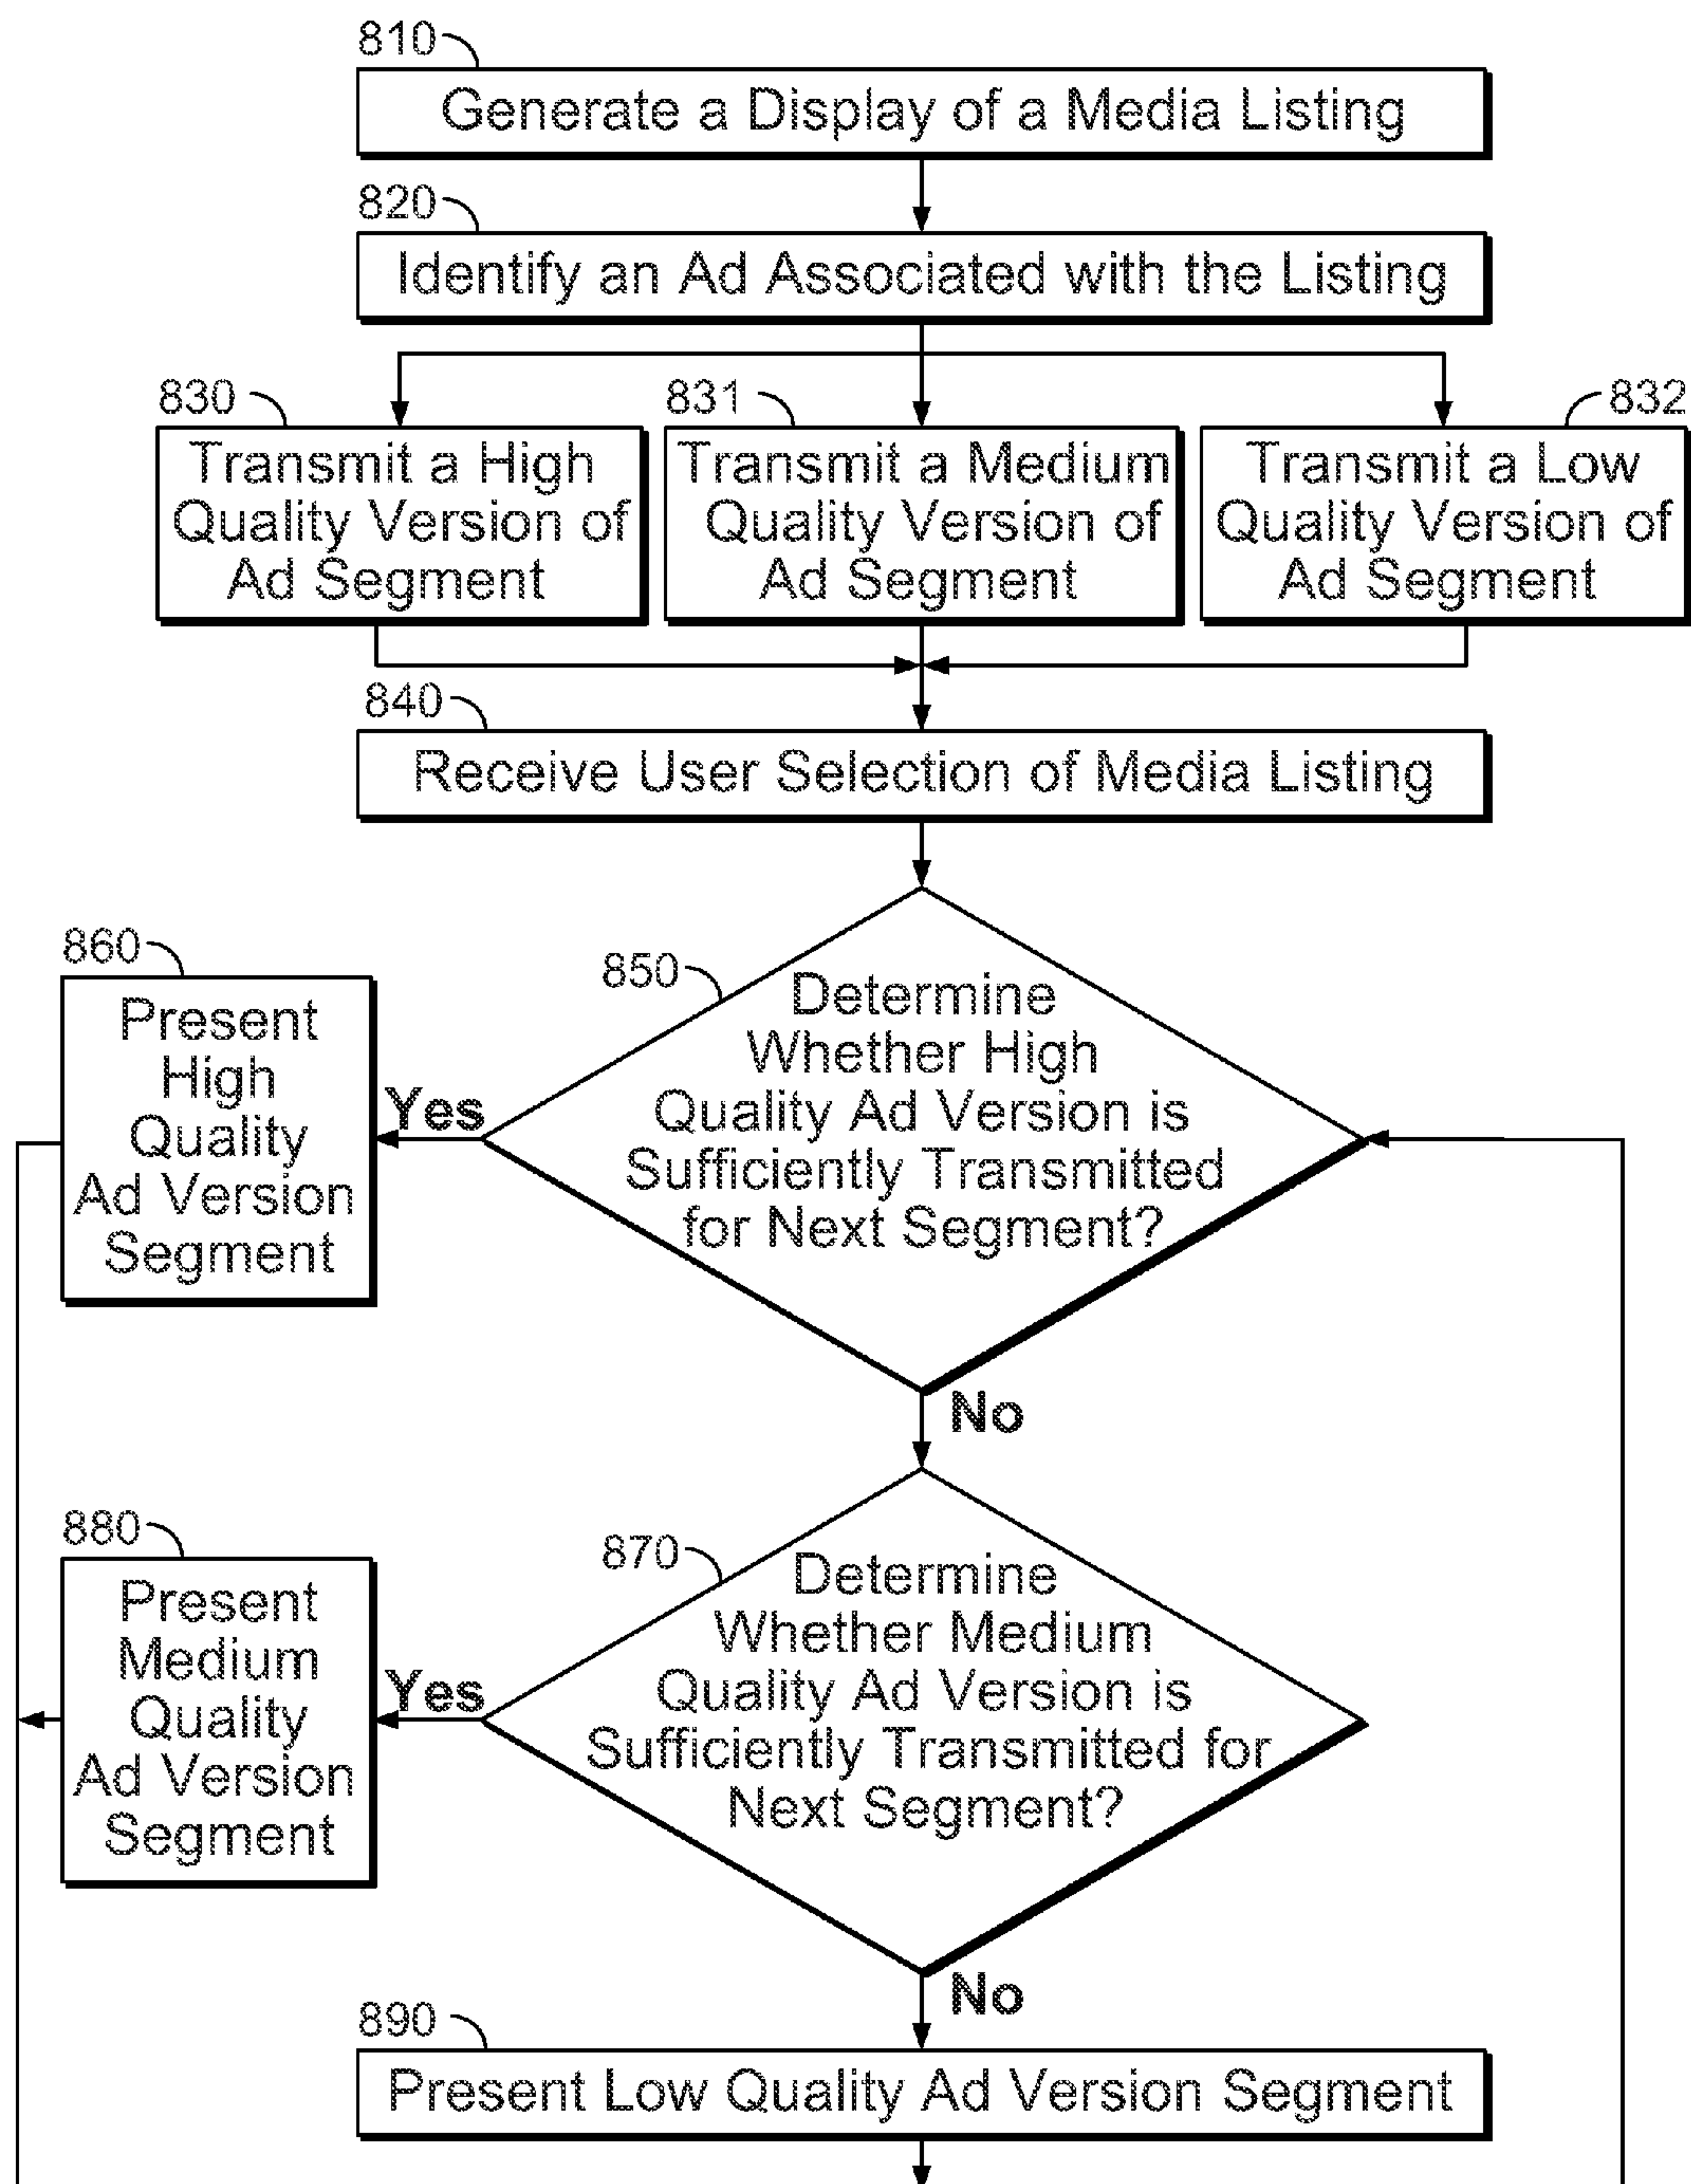 810
Generate a Display of a Media Listing
820
Identify an Ad Associated with the Listing
830
Transmit a High
Quality Version of
Ad Segment
831
Transmit a Medium
Quality Version of
Ad Segment
832
Transmit a Low
Quality Version of
Ad Segment
840
Receive User Selection of Media Listing
850
Determine
Whether High
Quality Ad Version is
Sufficiently Transmitted
for Next Segment?
Yes
860
Present
High
Quality
Ad Version
Segment
No
870
Determine
Whether Medium
Quality Ad Version is
Sufficiently Transmitted for
Next Segment?
Yes
880
Present
Medium
Quality
Ad Version
Segment
No
890
Present Low Quality Ad Version Segment